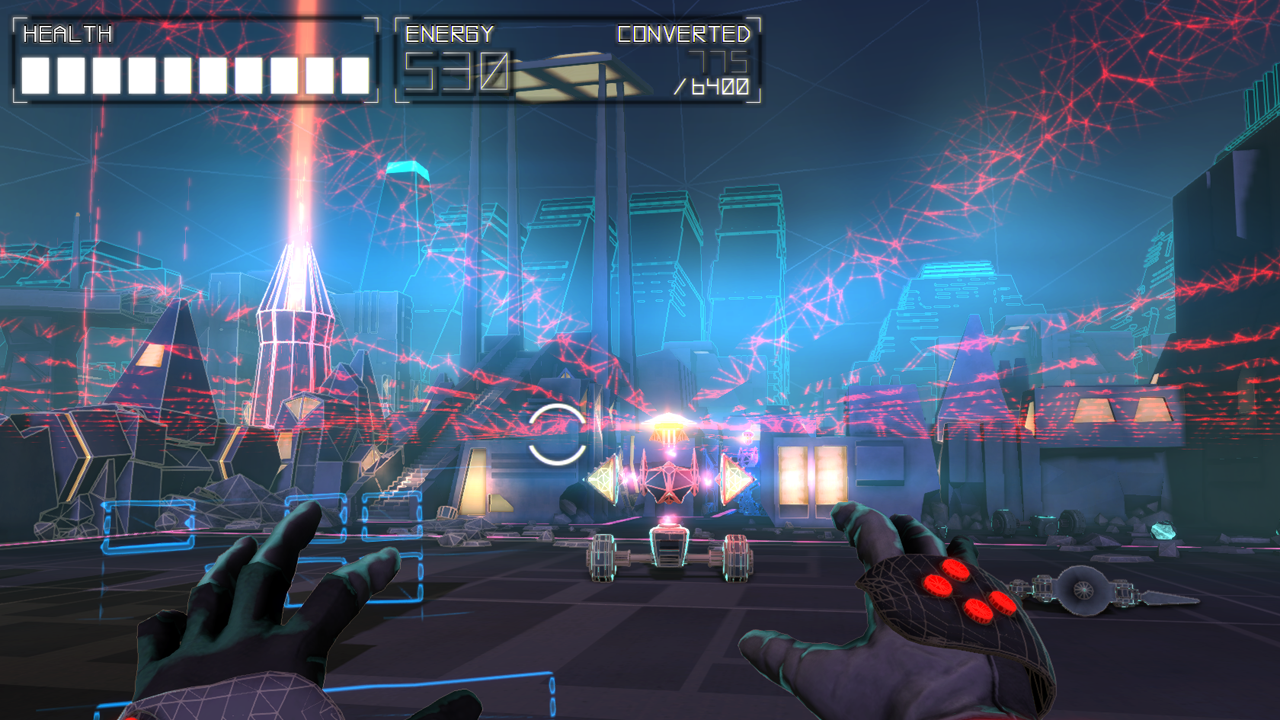 HEALTH
ENERGY CONVERTED
530 775
/6400